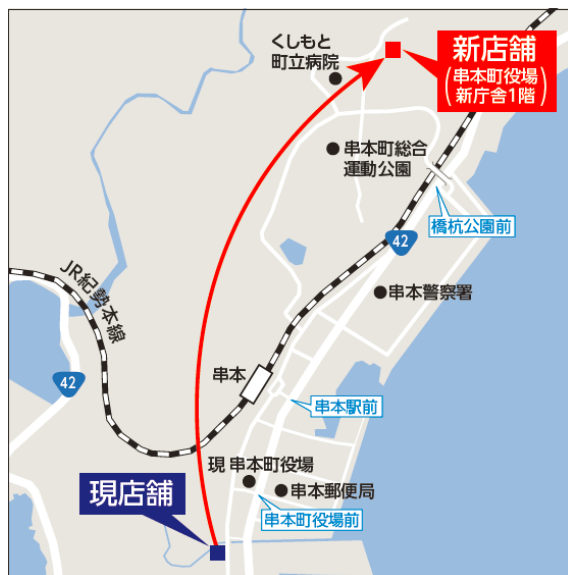 くしもと
町立病院
新店舗
(串本町役場
新庁舎1階)
串本町総合
運動公園
橋杭公園前
42
串本警察署
JR紀勢本線
42
串本
串本駅前
現 串本町役場
串本郵便局
串本町役場前
現店舗